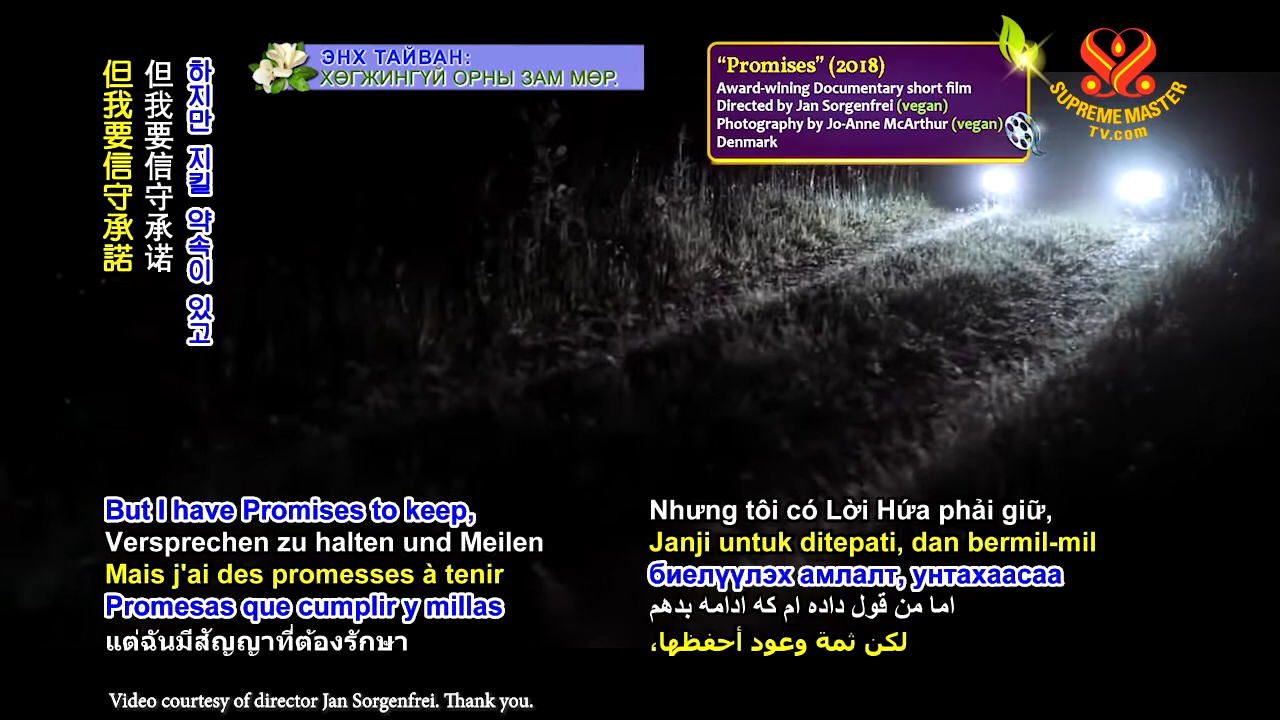 但我要信守承諾
但我要信守承诺
하지만 지킬 약속이 있고
ЭНХ ТАЙВАН:
ХӨГЖИНГҮЙ ОРНЫ ЗАМ МӨР.
“Promises” (2018)
Award-wining Documentary short film
Directed by Jan Sorgenfrei (vegan)
Photography by Jo-Anne McArthur (vegan)
Denmark
SUPREME MASTER
TV.com
But I have Promises to keep,
Versprechen zu halten und Meilen
Mais j'ai des promesses à tenir
Promesas que cumplir y millas
แต่ฉันมีสัญญาที่ต้องรักษา
Nhưng tôi có Lời Hứa phải giữ,
Janji untuk ditepati, dan bermil-mil
биелүүлэх амлалт, унтахаасаа
اما من قول داده ام که ادامه بدهم
لكن ثمة وعود أحفظها،
Video courtesy of director Jan Sorgenfrei. Thank you.